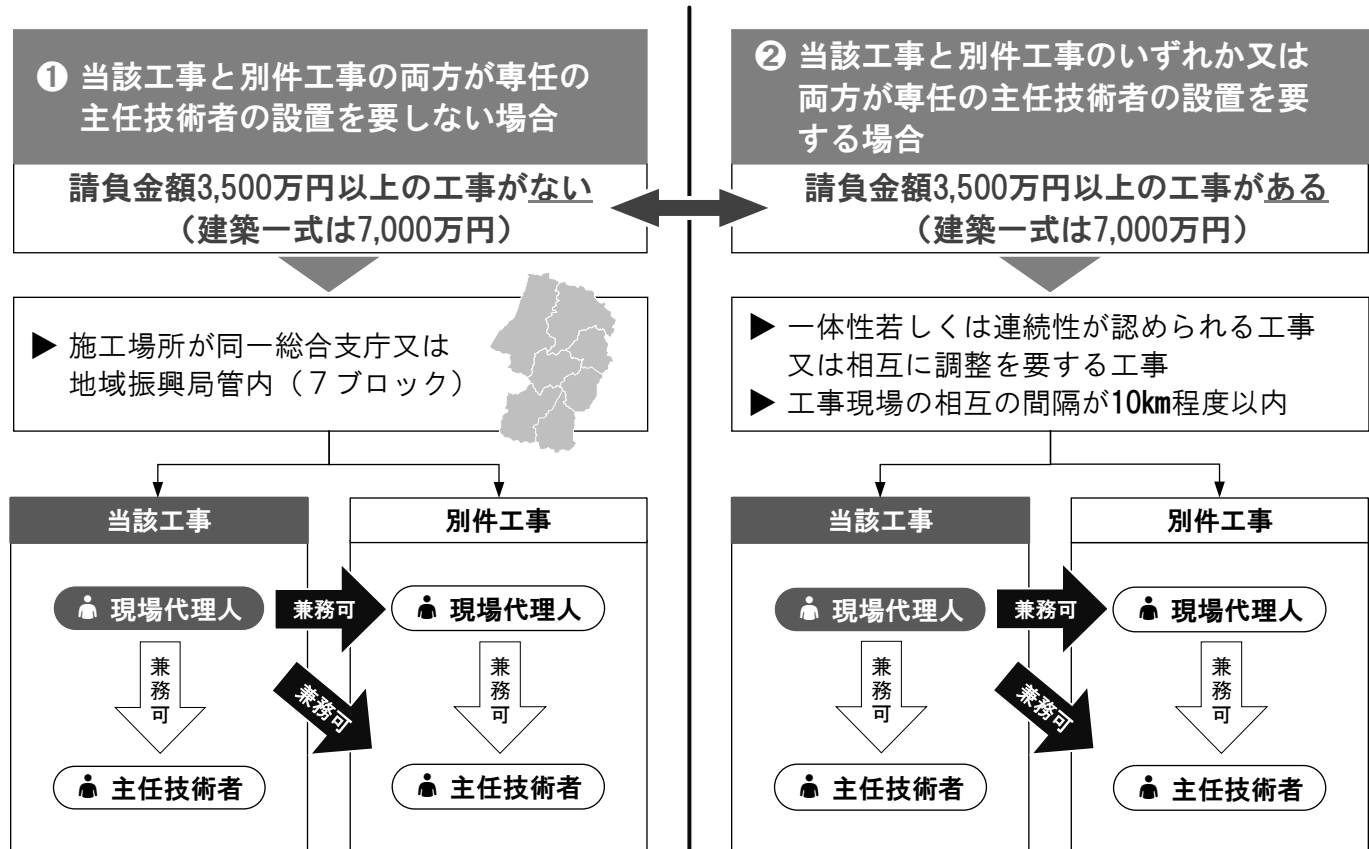 ❶ 当該工事と別件工事の両方が専任の
主任技術者の設置を要しない場合
請負金額3,500万円以上の工事がない
（建築一式は7,000万円）
▶ 施工場所が同一総合支庁又は
地域振興局管内（７ブロック）
当該工事
別件工事
現場代理人
兼務可
現場代理人
兼務可
兼務可
兼務可
主任技術者
主任技術者
❷ 当該工事と別件工事のいずれか又は
両方が専任の主任技術者の設置を要
する場合
請負金額3,500万円以上の工事がある
（建築一式は7,000万円）
▶ 一体性若しくは連続性が認められる工事
又は相互に調整を要する工事
▶ 工事現場の相互の間隔が10km程度以内
当該工事
別件工事
現場代理人
兼務可
現場代理人
兼務可
兼務可
兼務可
主任技術者
主任技術者